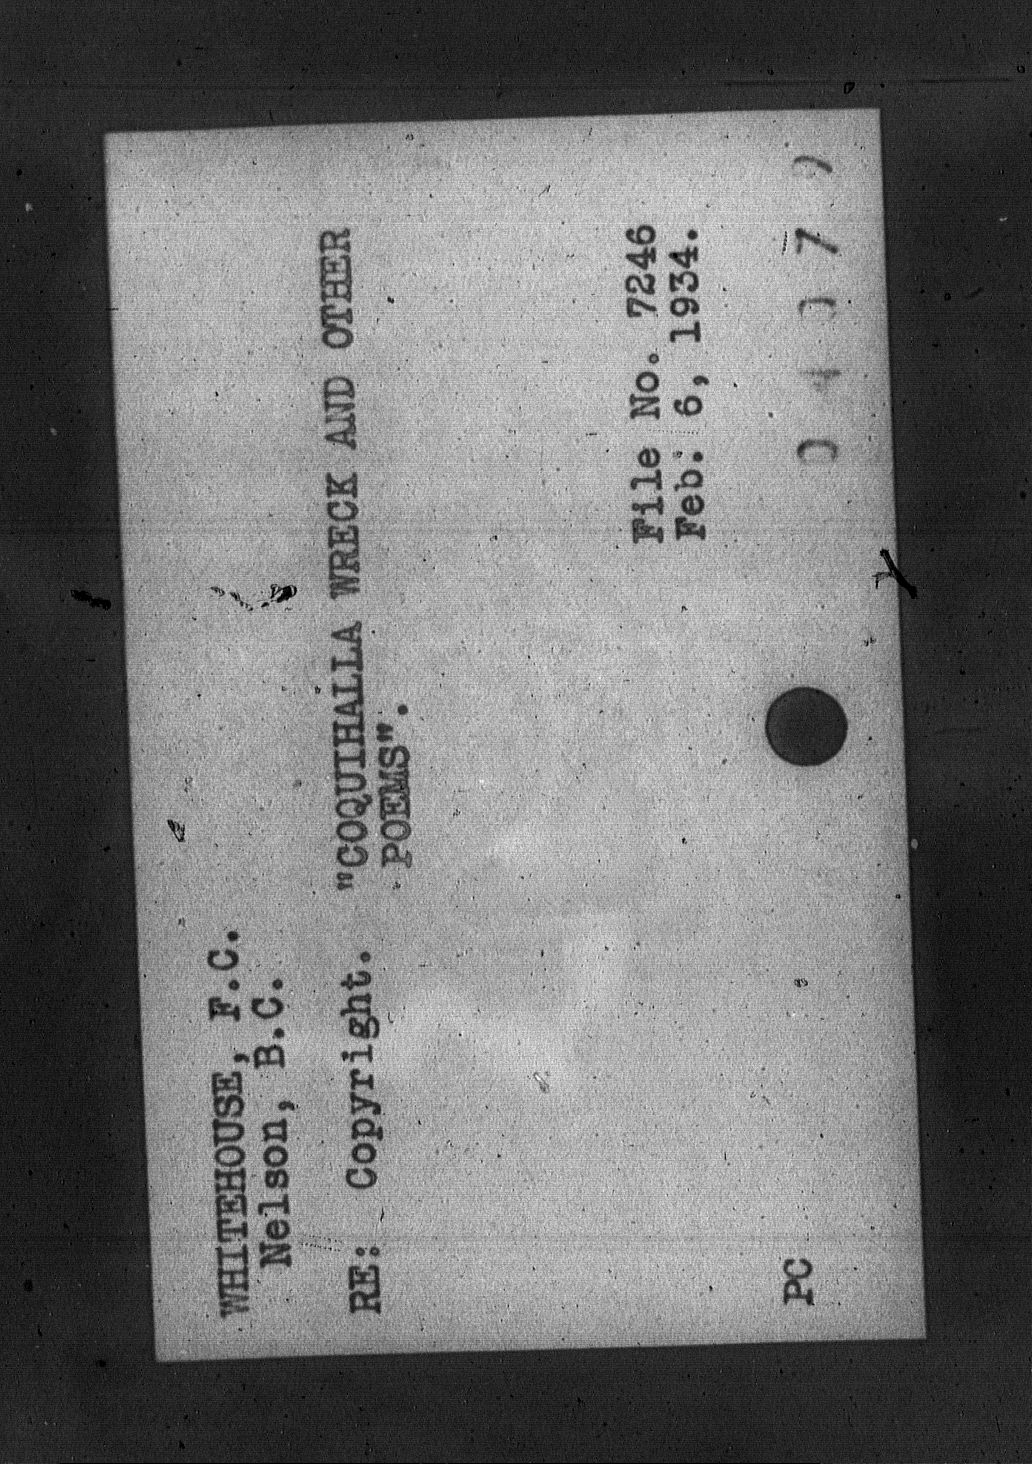 WHITEHOUSE, F.C.
Nelson, B.C.
RE: Copyright. "COQUIHALLA WRECK AND OTHER
POEMS".
File No. 7246
Feb. 6, 1934.
PC